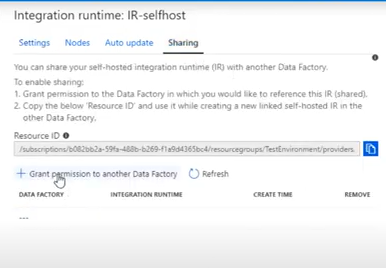 Integration runtime: IR-selfhost
Settings Nodes Auto update Sharing
You can share your self-hosted integration runtime (IR) with another Data Factory.
To enable sharing:
1. Grant permission to the Data Factory in which you would like to reference this IR (shared).
2. Copy the below 'Resource ID' and use it while creating a new linked self-hosted IR in the
other Data Factory.
Resource ID
/subscriptions/b082bb2a-59fa-488b-b269-f1a9d4365bc4/resourcegroups/TestEnvironment/providers,
+ Grant permission to another Data Factory Refresh
DATA FACTORY INTEGRATION RUNTIME CREATE TIME REMOVE
---